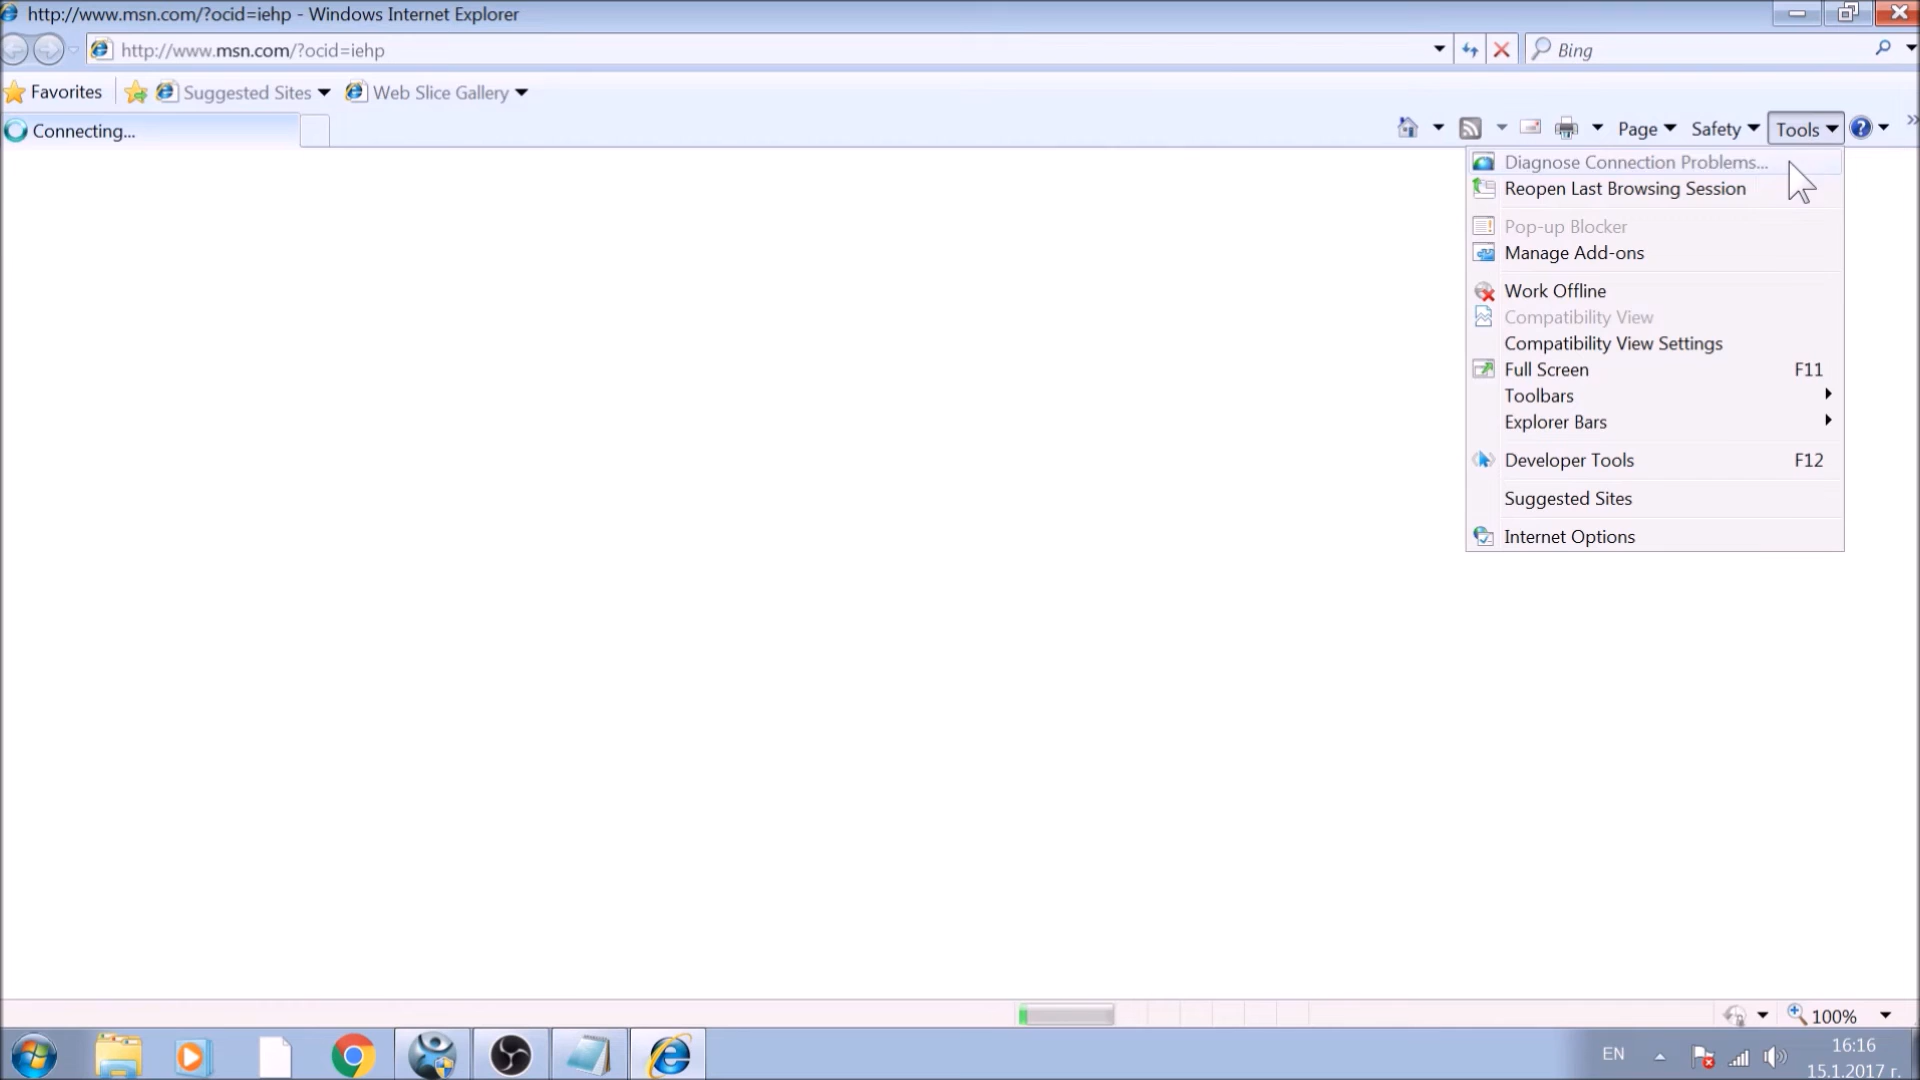 http://www.msn.com/?ocid=iehp - Windows Internet Explorer
http://www.msn.com/?ocid=iehp
Bing
Favorites
Suggested Sites
Web Slice Gallery
Connecting...
Page
Safety
Tools
Diagnose Connection Problems...
Reopen Last Browsing Session
Pop-up Blocker
Manage Add-ons
Work Offline
Compatibility View
Compatibility View Settings
Full Screen F11
Toolbars
Explorer Bars
Developer Tools F12
Suggested Sites
Internet Options
100%
EN
16:16
15.1.2017 г.